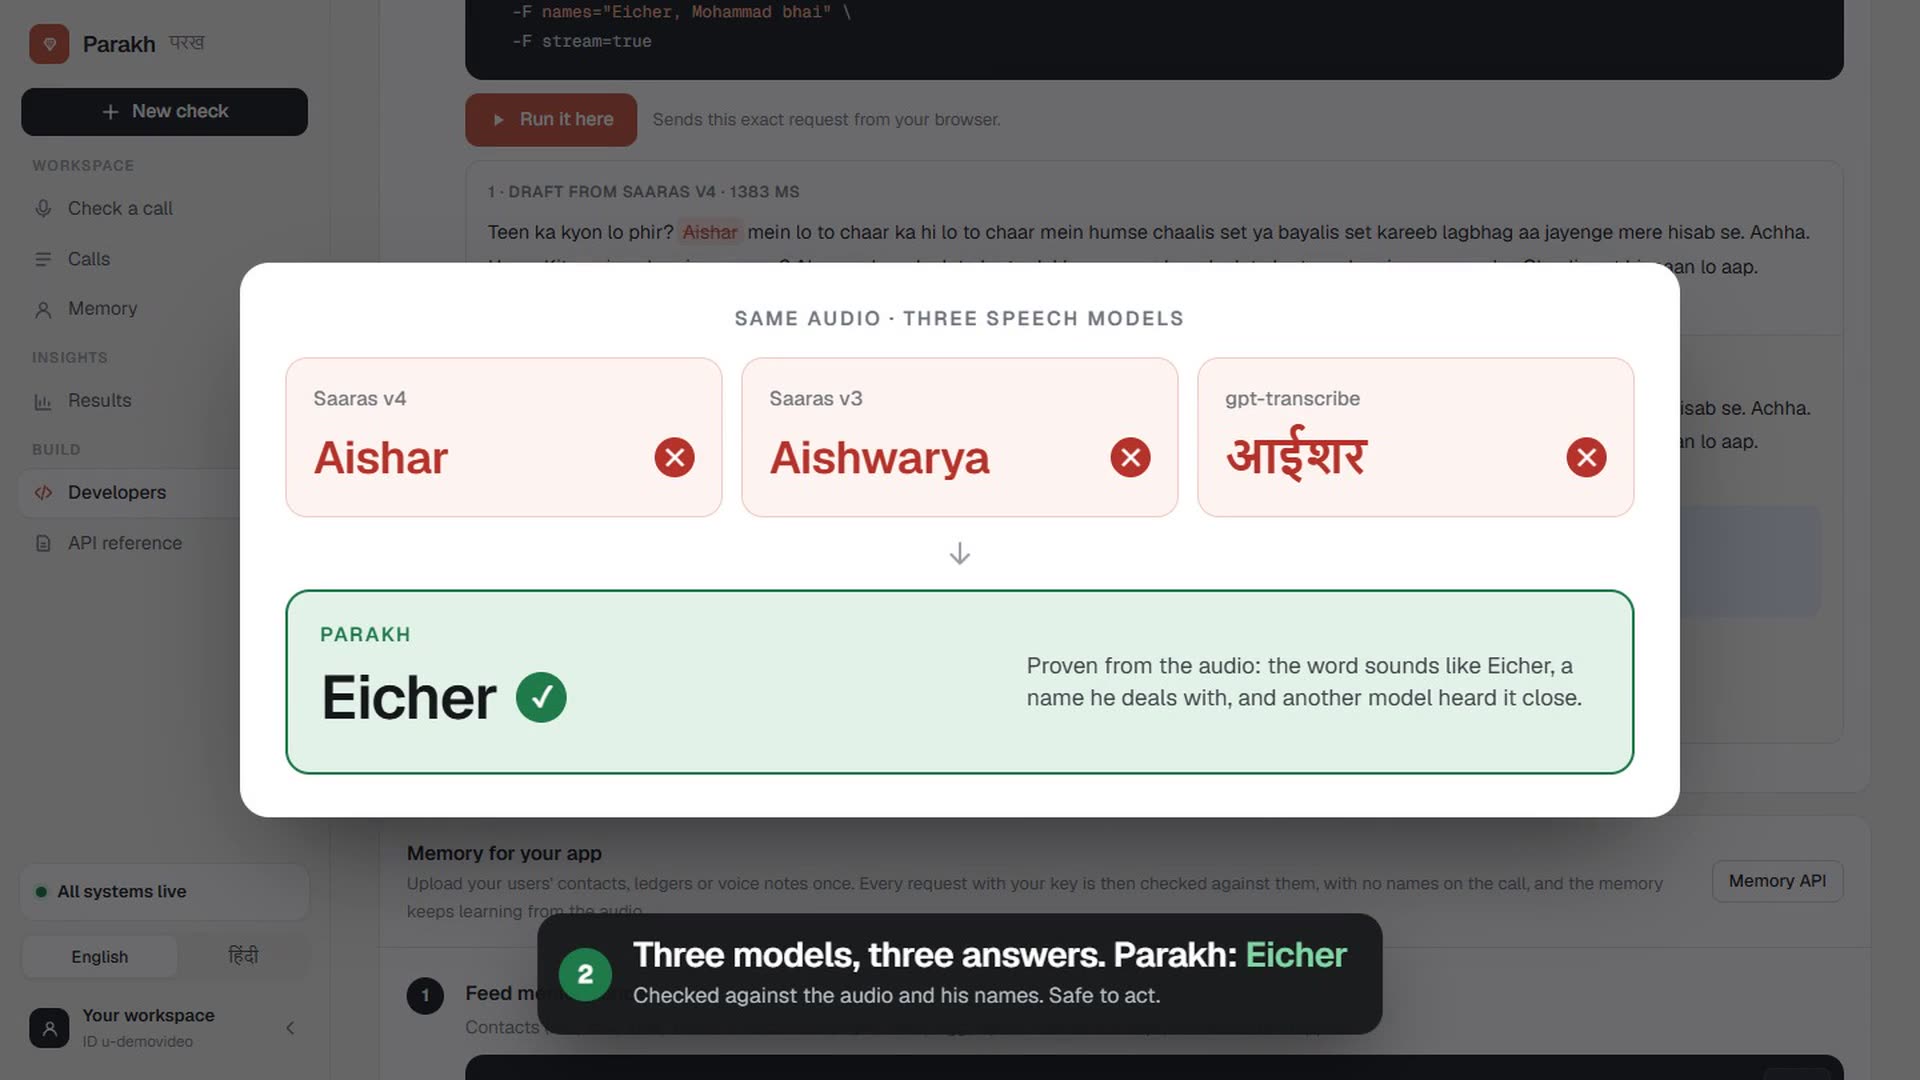 Parakh परख
New check
WORKSPACE
Check a call
Calls
Memory
INSIGHTS
Results
BUILD
Developers
API reference
All systems live
English हिंदी
Your workspace
ID u-demovideo
-F names="Eicher, Mohammad bhai" \
-F stream=true
Run it here Sends this exact request from your browser.
1 · DRAFT FROM SAARAS V4 · 1383 MS
Teen ka kyon lo phir? Aishar mein lo to chaar ka hi lo to chaar mein humse chaalis set ya bayalis set kareeb lagbhag aa jayenge mere hisab se. Achha.
lo aap.
SAME AUDIO · THREE SPEECH MODELS
Saaras v4
Aishar
Saaras v3
Aishwarya
gpt-transcribe
आईशर
hisab se. Achha.
lo aap.
PARAKH
Eicher
Proven from the audio: the word sounds like Eicher, a
name he deals with, and another model heard it close.
Memory for your app
Upload your users' contacts, ledgers or voice notes once. Every request with your key is then checked against them, with no names on the call, and the memory
keeps learning from the audio.
Memory API
2
Three models, three answers. Parakh: Eicher
Checked against the audio and his names. Safe to act.
1
Feed
Contacts